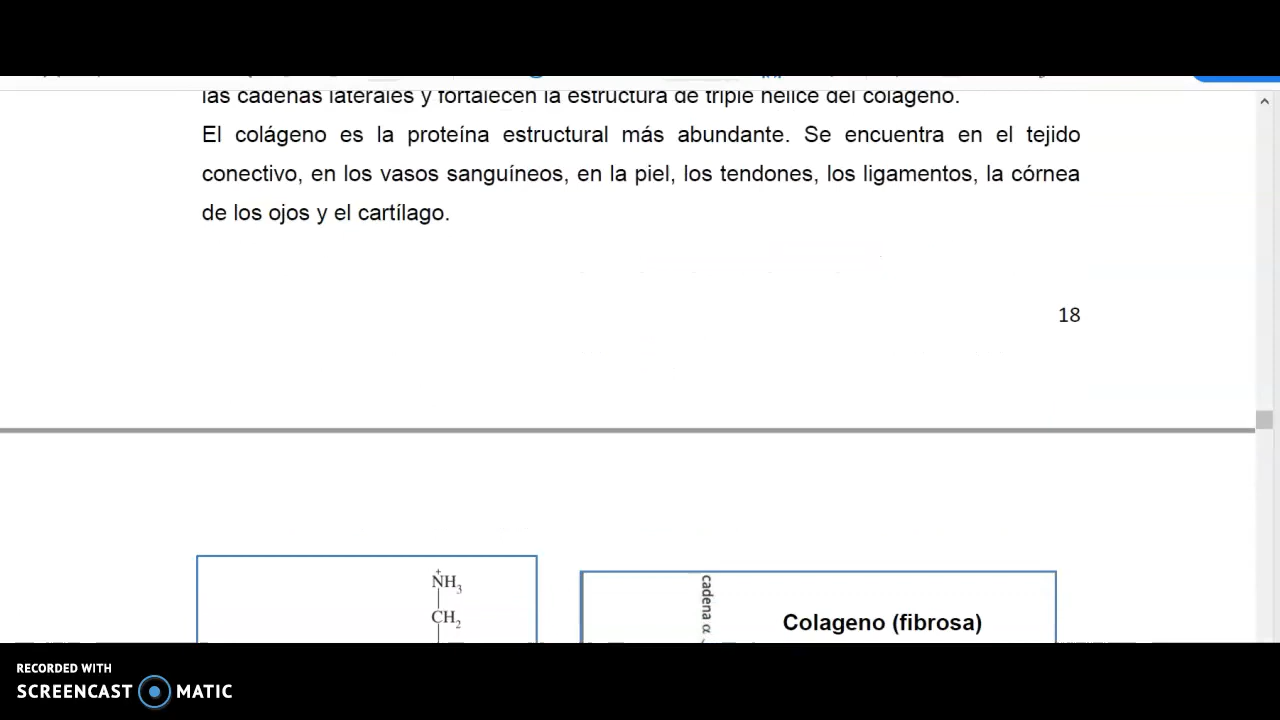 las cadenas laterales y fortalecen la estructura de triple hélice del colágeno.
El colágeno es la proteína estructural más abundante. Se encuentra en el tejido
conectivo, en los vasos sanguíneos, en la piel, los tendones, los ligamentos, la córnea
de los ojos y el cartílago.
18
+
NH3
CH2
cadena α
Colageno (fibrosa)
RECORDED WITH
SCREENCAST MATIC